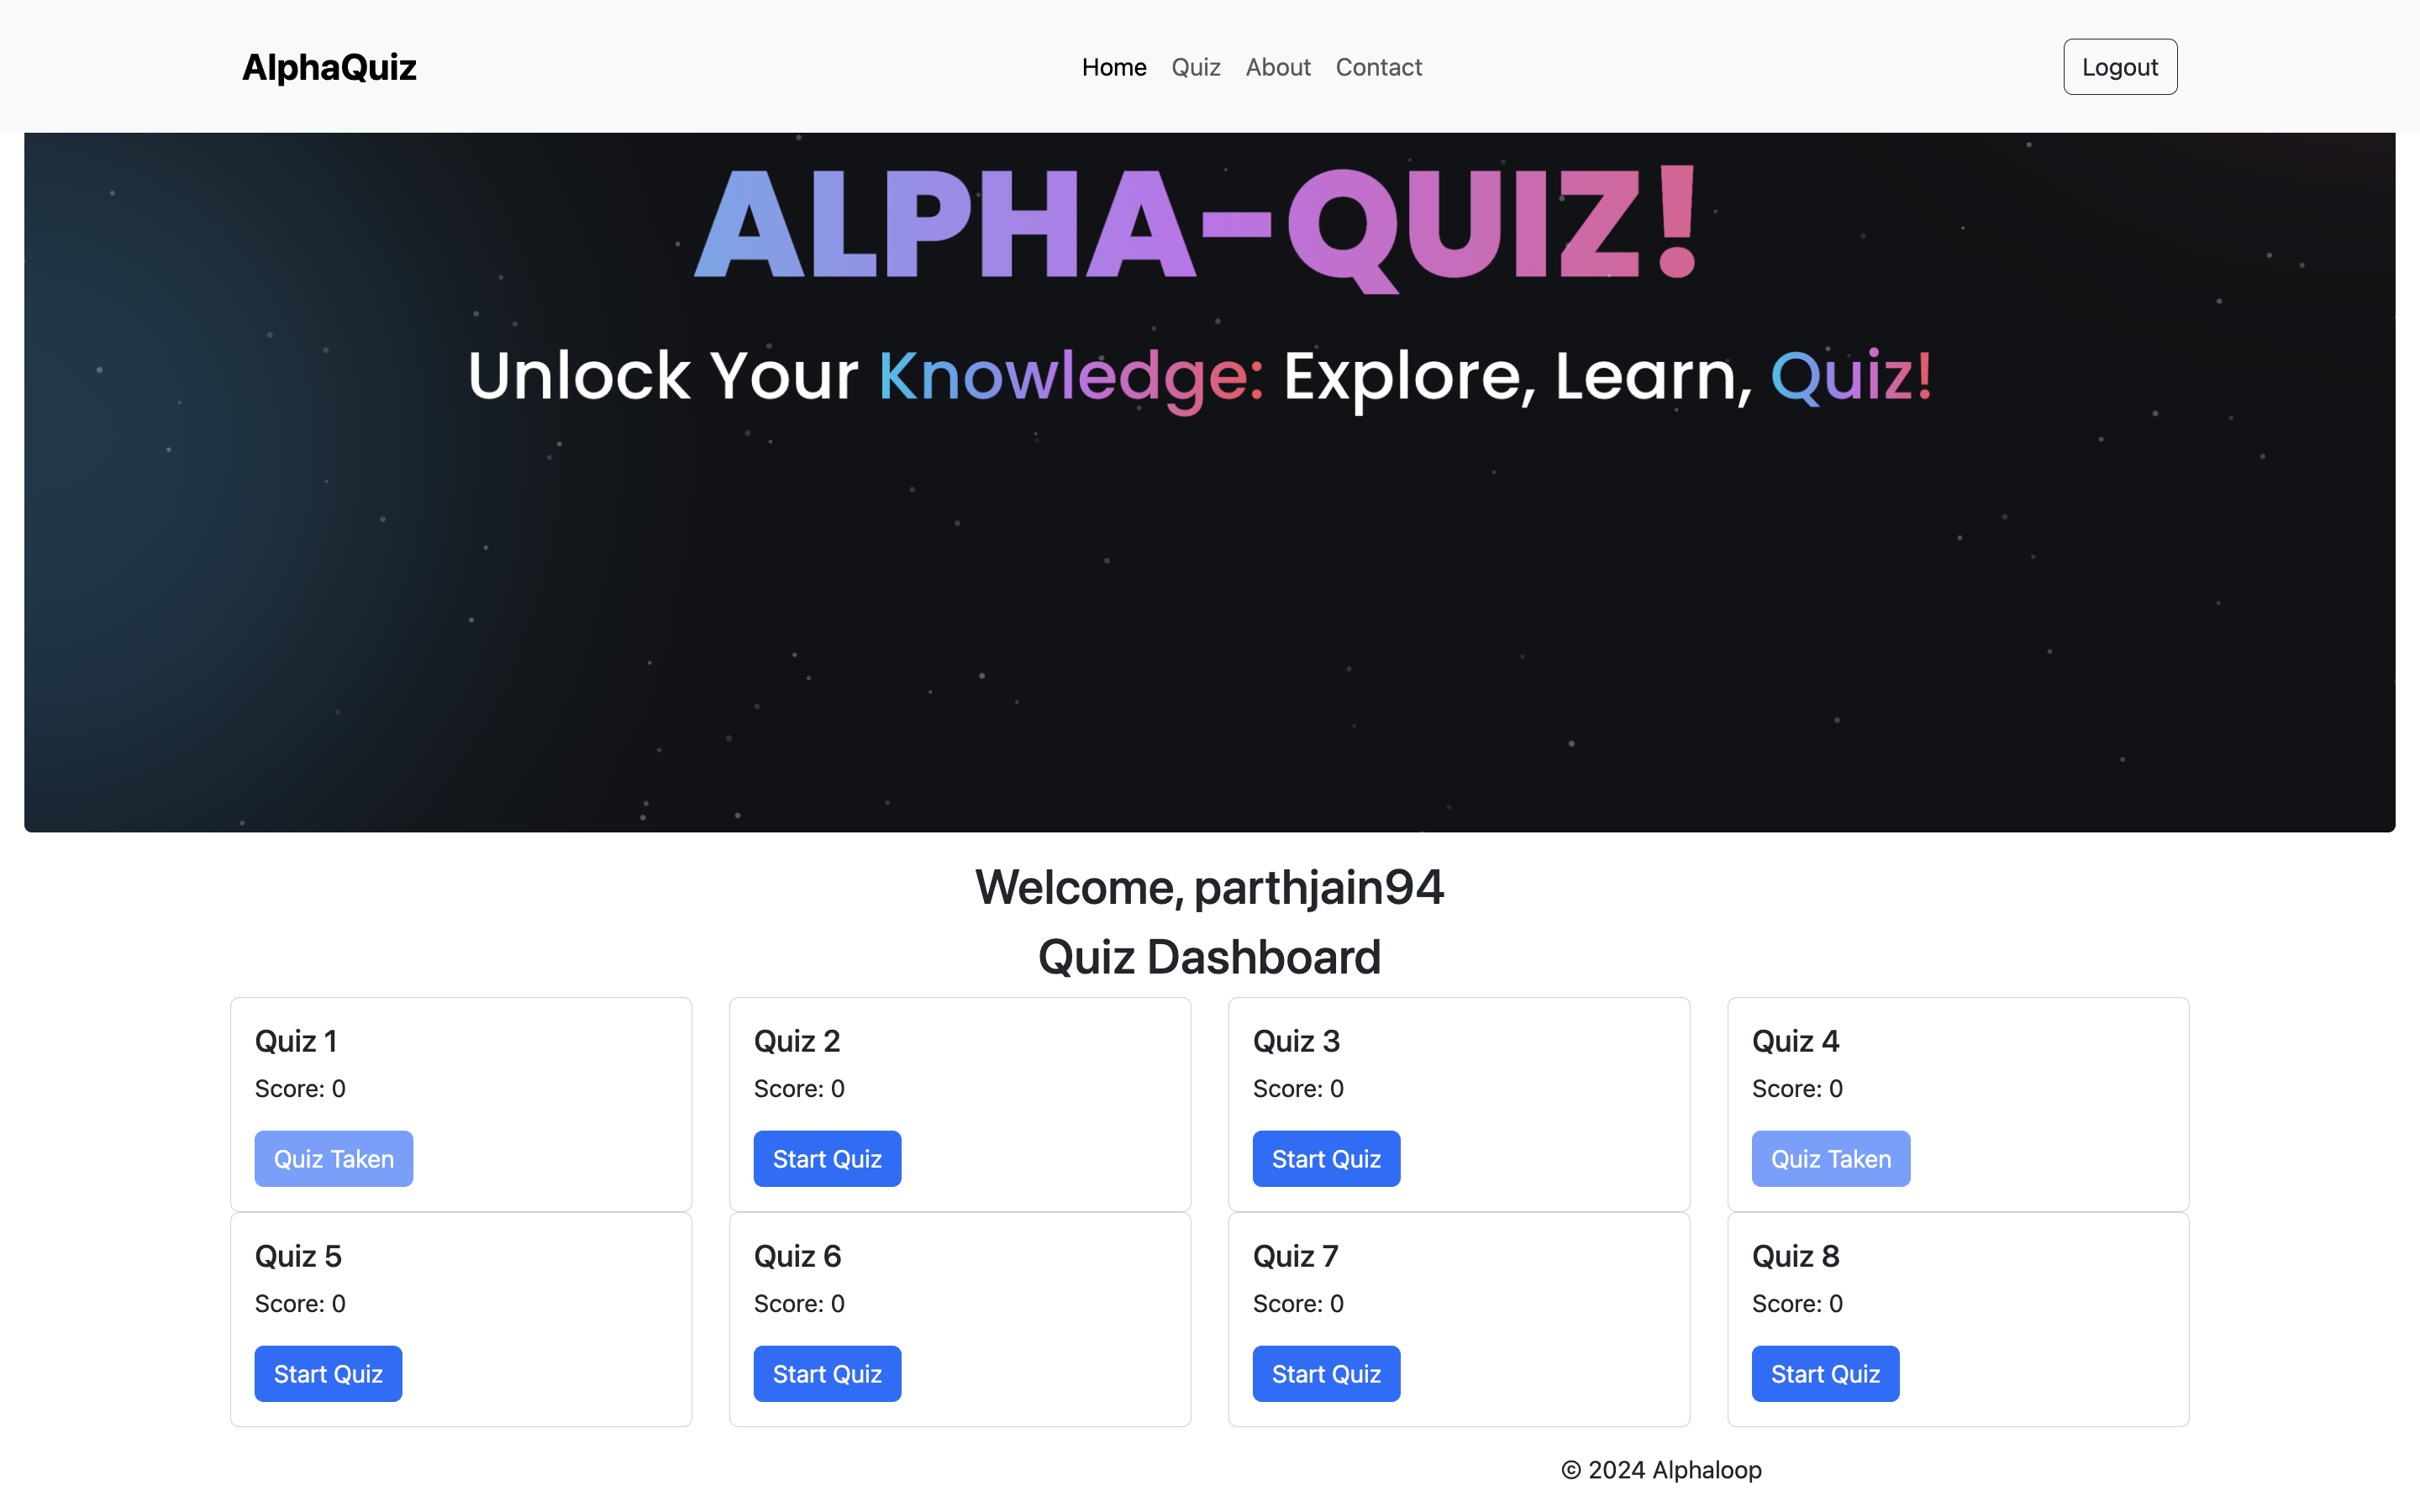 AlphaQuiz
Home Quiz About Contact
Logout
ALPHA-QUIZ!
Unlock Your Knowledge: Explore, Learn, Quiz!
Welcome, parthjain94
Quiz Dashboard
Quiz 1
Score: 0
Quiz Taken
Quiz 2
Score: 0
Start Quiz
Quiz 3
Score: 0
Start Quiz
Quiz 4
Score: 0
Quiz Taken
Quiz 5
Score: 0
Start Quiz
Quiz 6
Score: 0
Start Quiz
Quiz 7
Score: 0
Start Quiz
Quiz 8
Score: 0
Start Quiz
© 2024 Alphaloop